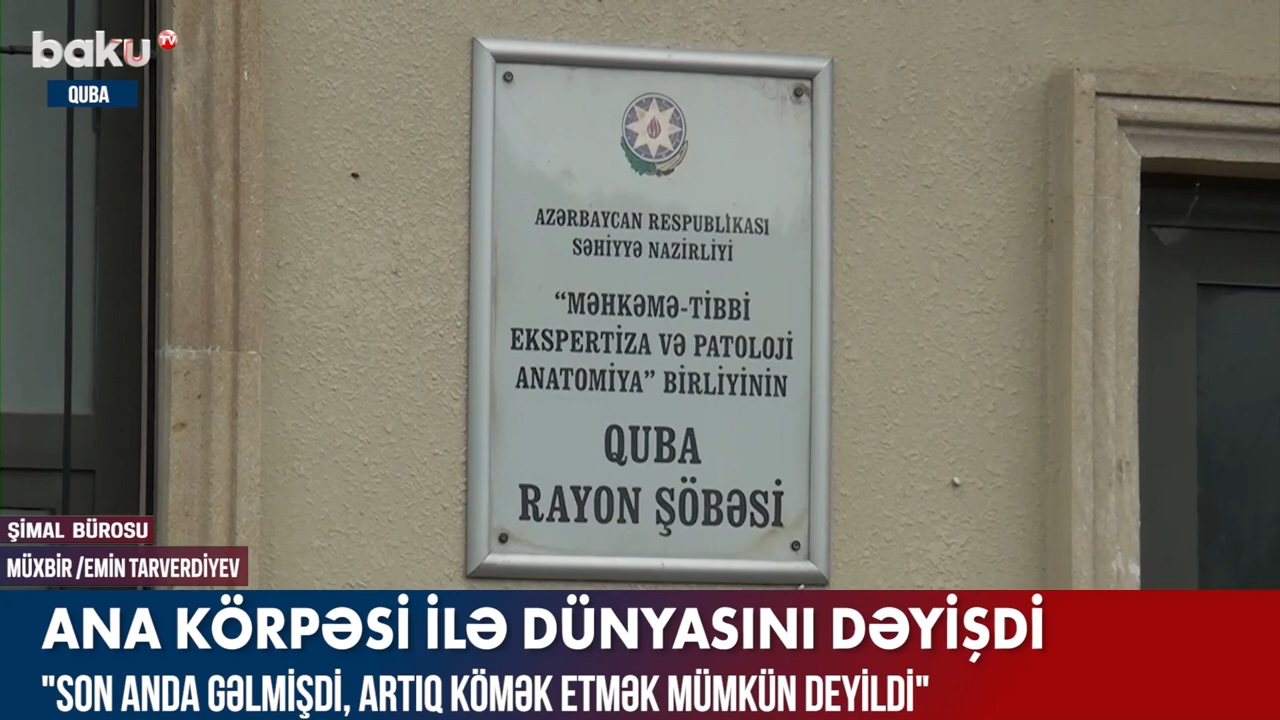 baku TV
QUBA
AZƏRBAYCAN RESPUBLİKASI
SƏHİYYƏ NAZİRLİYİ
“MƏHKƏMƏ-TİBBİ
EKSPERTİZA VƏ PATOLOJİ
ANATOMİYA” BİRLİYİNİN
QUBA
RAYON ŞÖBƏSİ
ŞİMAL BÜROSU
MÜXBİR /EMİN TARVERDİYEV
ANA KÖRPƏSİ İLƏ DÜNYASINI DƏYİŞDİ
"SON ANDA GƏLMİŞDİ, ARTIQ KÖMƏK ETMƏK MÜMKÜN DEYİLDİ"